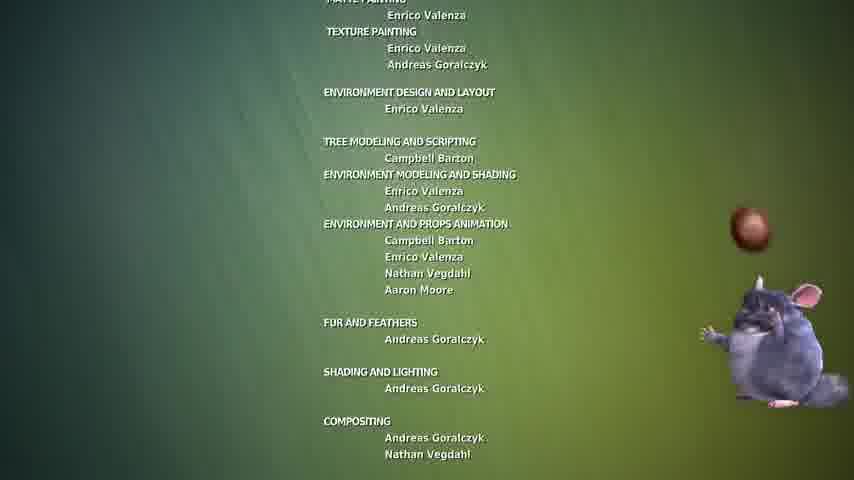 MATTE PAINTING
Enrico Valenza
TEXTURE PAINTING
Enrico Valenza
Andreas Goralczyk
ENVIRONMENT DESIGN AND LAYOUT
Enrico Valenza
TREE MODELING AND SCRIPTING
Campbell Barton
ENVIRONMENT MODELING AND SHADING
Enrico Valenza
Andreas Goralczyk
ENVIRONMENT AND PROPS ANIMATION
Campbell Barton
Enrico Valenza
Nathan Vegdahl
Aaron Moore
FUR AND FEATHERS
Andreas Goralczyk
SHADING AND LIGHTING
Andreas Goralczyk
COMPOSITING
Andreas Goralczyk
Nathan Vegdahl